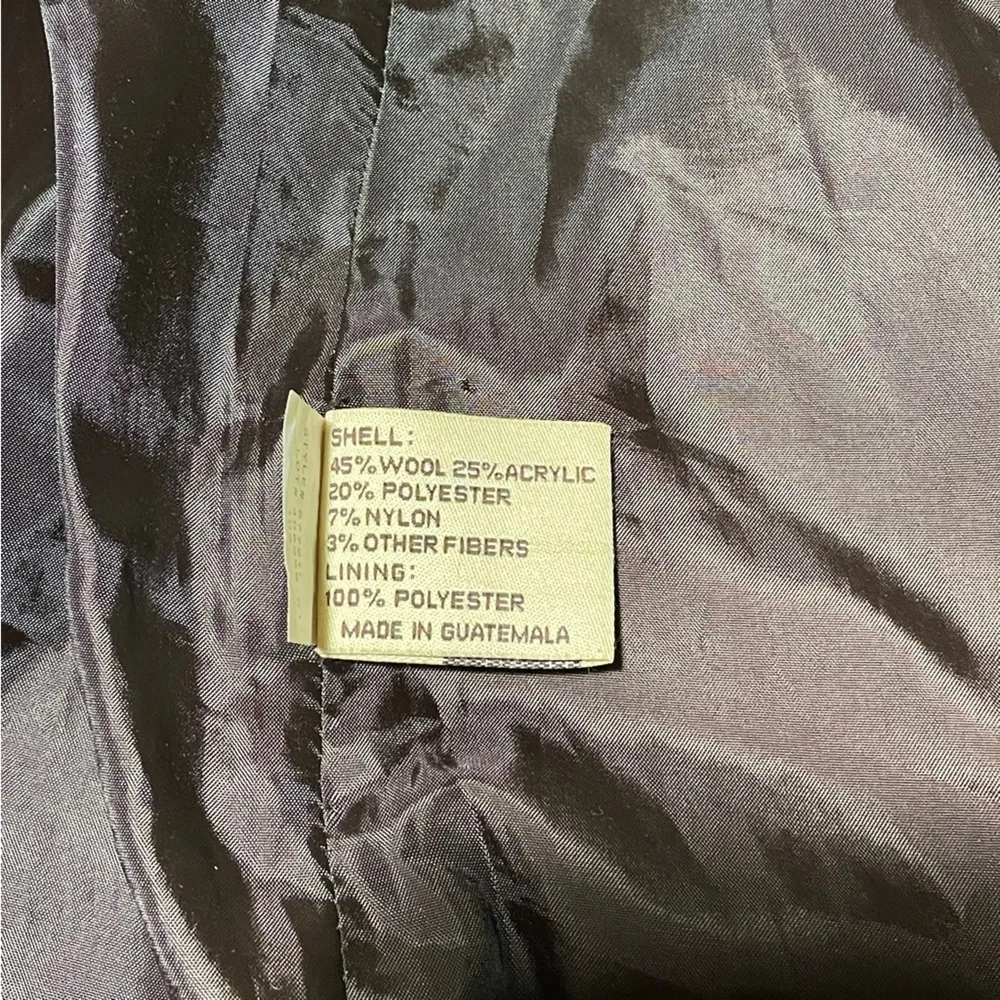 SHELL:
45% WOOL 25% ACRYLIC
20% POLYESTER
7% NYLON
3% OTHER FIBERS
LINING:
100% POLYESTER
MADE IN GUATEMALA